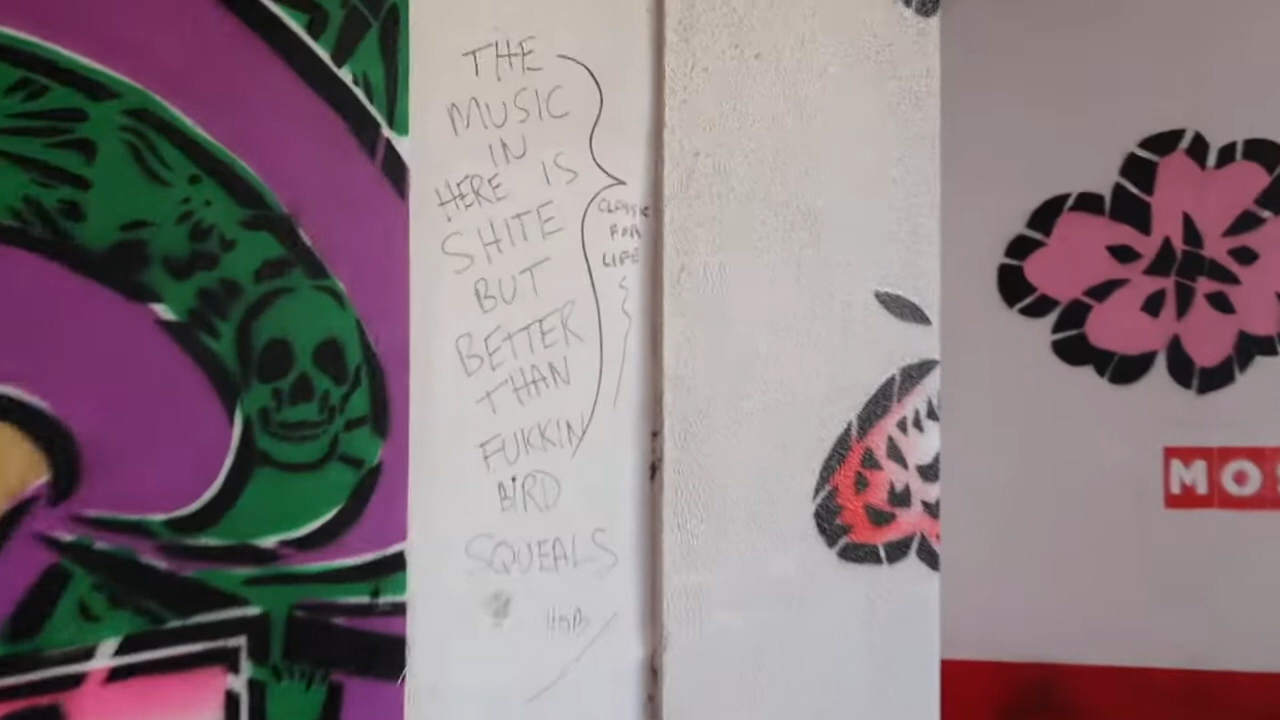 THE
MUSIC
IN
HERE IS
SHITE
BUT
BETTER
THAN
FUKKIN
BIRD
SQUEALS
CLASSIC
FOR
LIFE
MOS